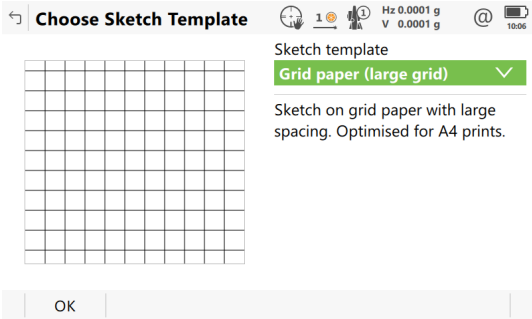 Choose Sketch Template
1
1
Hz 0.0001 g
V 0.0001 g
@
10:06
Sketch template
Grid paper (large grid)
Sketch on grid paper with large
spacing. Optimised for A4 prints.
OK